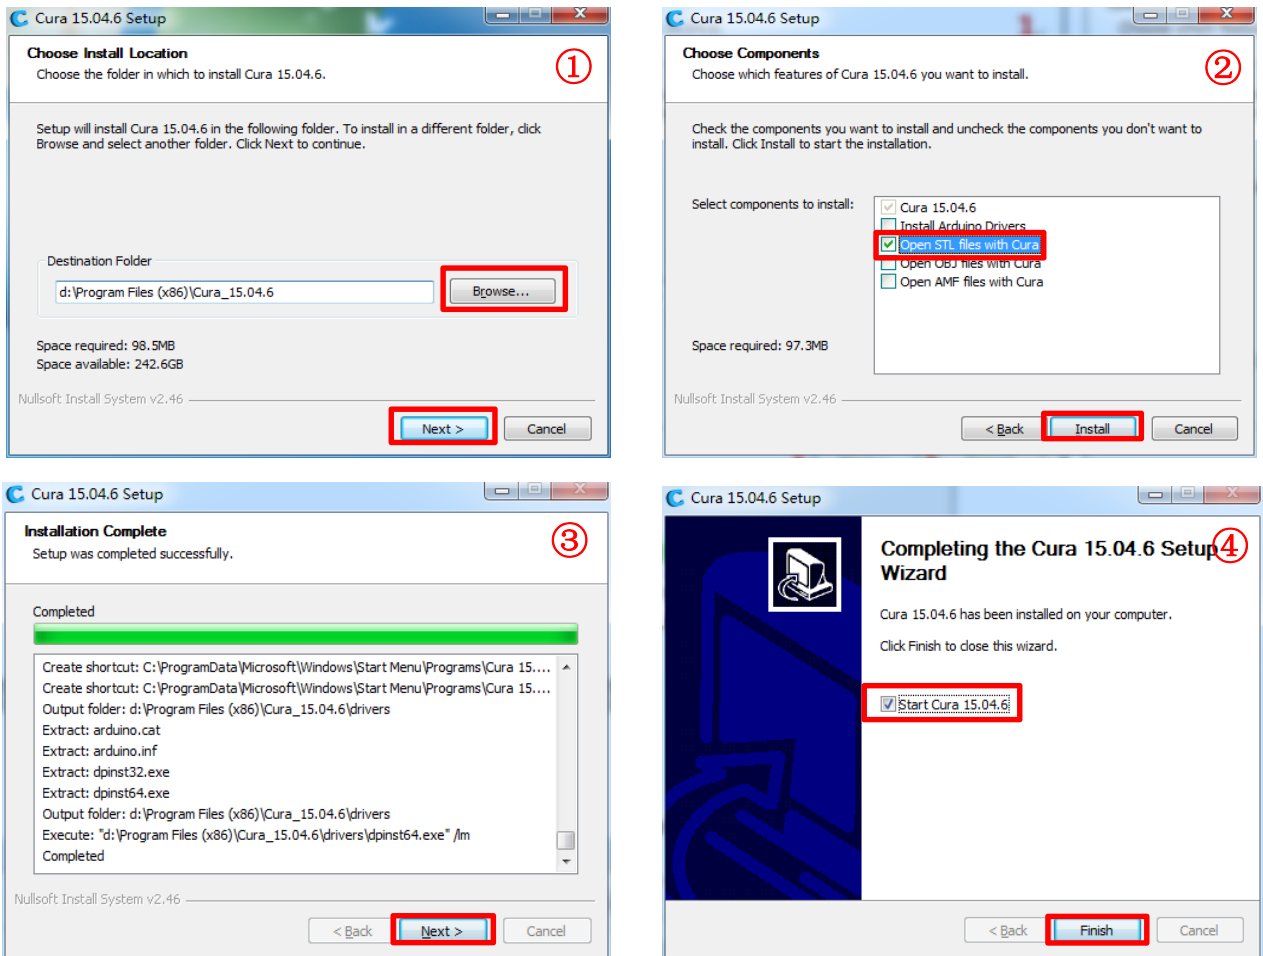 Cura 15.04.6 Setup
Choose Install Location
Choose the folder in which to install Cura 15.04.6.
①
Setup will install Cura 15.04.6 in the following folder. To install in a different folder, click
Browse and select another folder. Click Next to continue.
Destination Folder
d:\Program Files (x86)\Cura_15.04.6
Browse...
Space required: 98.5MB
Space available: 242.6GB
Nullsoft Install System v2.46
Next >
Cancel
Cura 15.04.6 Setup
Choose Components
Choose which features of Cura 15.04.6 you want to install.
②
Check the components you want to install and uncheck the components you don't want to
install. Click Install to start the installation.
Select components to install:
Cura 15.04.6
Install Arduino Drivers
Open STL files with Cura
Open OBJ files with Cura
Open AMF files with Cura
Space required: 97.3MB
Nullsoft Install System v2.46
< Back
Install
Cancel
Cura 15.04.6 Setup
Installation Complete
Setup was completed successfully.
③
Completed
Create shortcut: C:\ProgramData\Microsoft\Windows\Start Menu\Programs\Cura 15....
Create shortcut: C:\ProgramData\Microsoft\Windows\Start Menu\Programs\Cura 15....
Output folder: d:\Program Files (x86)\Cura_15.04.6\drivers
Extract: arduino.cat
Extract: arduino.inf
Extract: dpinst32.exe
Extract: dpinst64.exe
Output folder: d:\Program Files (x86)\Cura_15.04.6\drivers
Execute: "d:\Program Files (x86)\Cura_15.04.6\drivers\dpinst64.exe" /lm
Completed
Nullsoft Install System v2.46
< Back
Next >
Cancel
Cura 15.04.6 Setup
Completing the Cura 15.04.6 Setup
Wizard
④
Cura 15.04.6 has been installed on your computer.
Click Finish to close this wizard.
Start Cura 15.04.6
< Back
Finish
Cancel